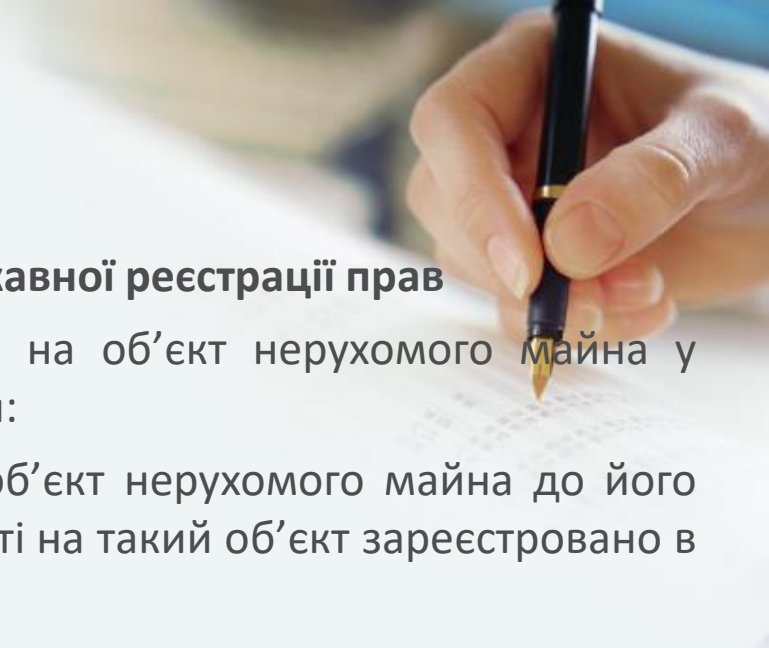 жавної реєстрації прав
на об’єкт нерухомого майна у
:
об’єкт нерухомого майна до його
ті на такий об’єкт зареєстровано в